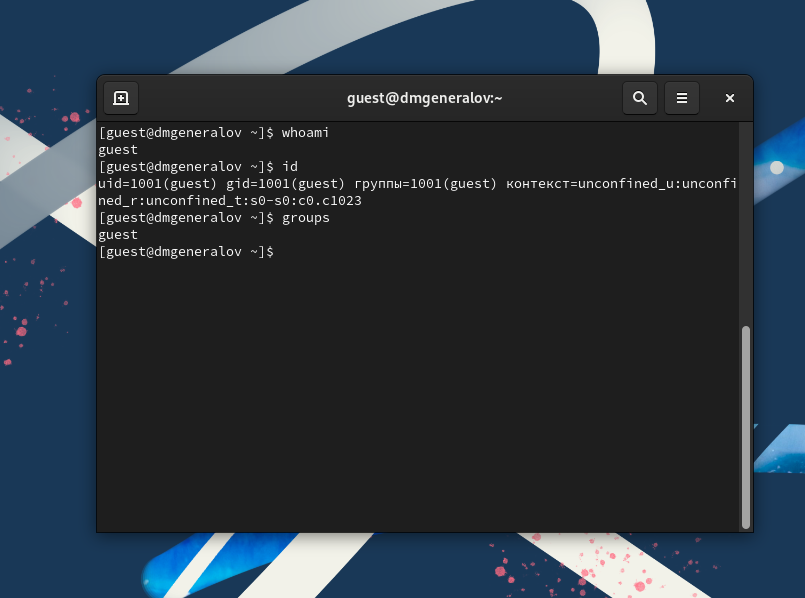 guest@dmgeneralov:~
[guest@dmgeneralov ~]$ whoami
guest
[guest@dmgeneralov ~]$ id
uid=1001(guest) gid=1001(guest) группы=1001(guest) контекст=unconfined_u:unconfi
ned_r:unconfined_t:s0-s0:c0.c1023
[guest@dmgeneralov ~]$ groups
guest
[guest@dmgeneralov ~]$